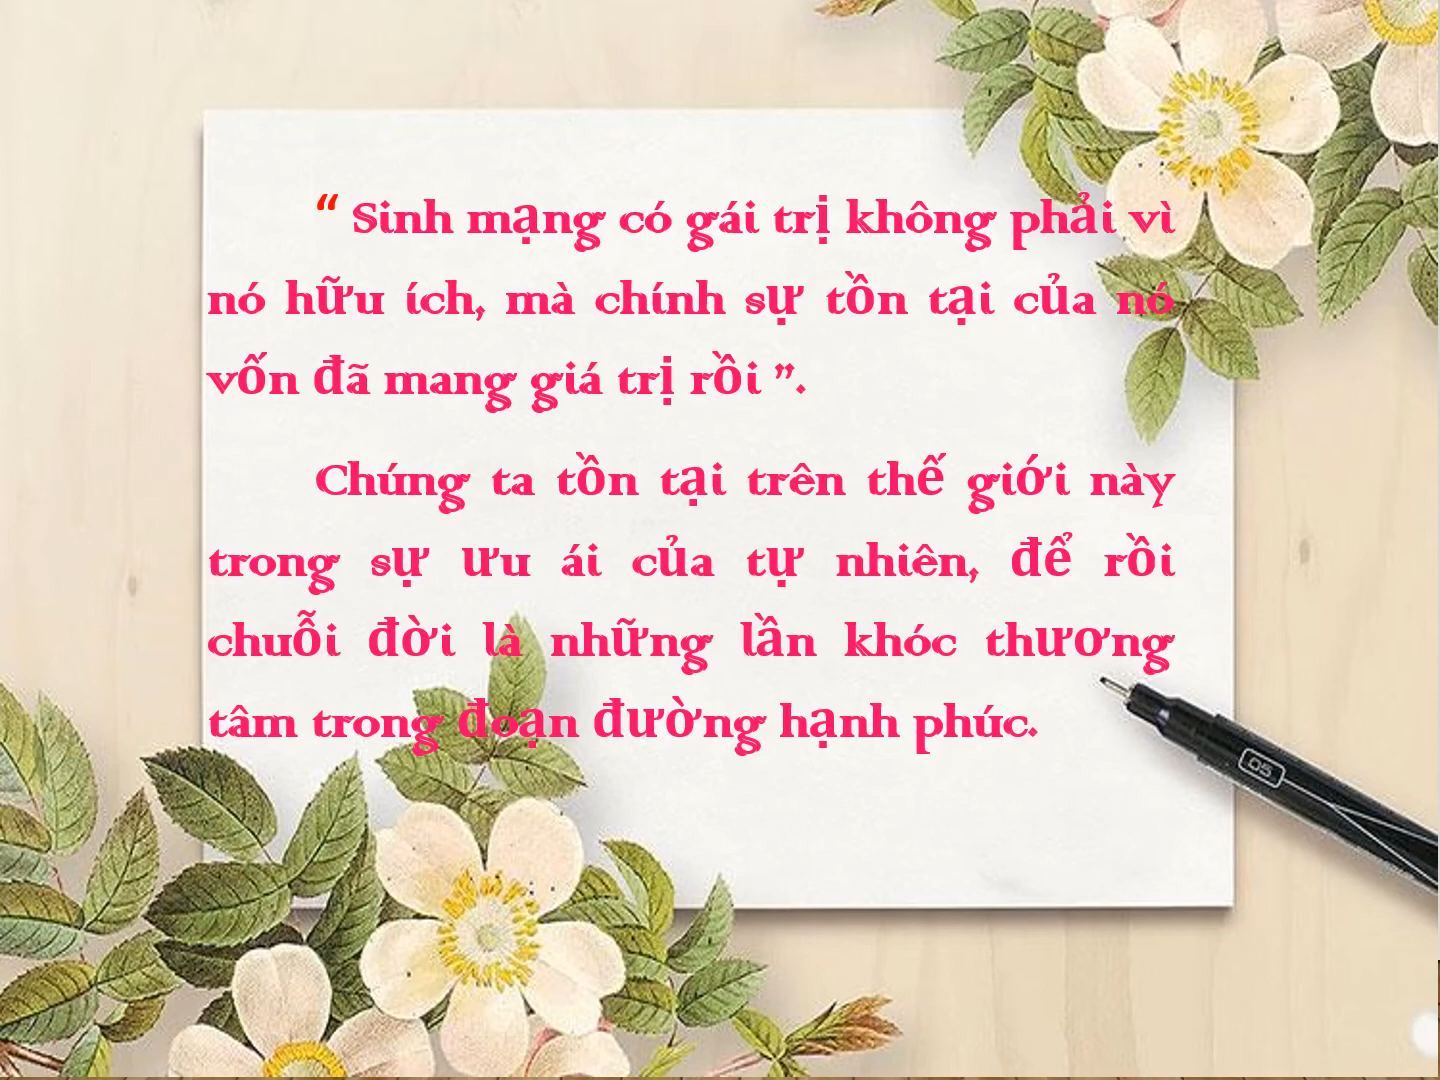 “ Sinh mạng có gái trị không phải vì
nó hữu ích, mà chính sự tồn tại của nó
vốn đã mang giá trị rồi ”.
Chúng ta tồn tại trên thế giới này
trong sự ưu ái của tự nhiên, để rồi
chuỗi đời là những lần khóc thương
tâm trong đoạn đường hạnh phúc.
05